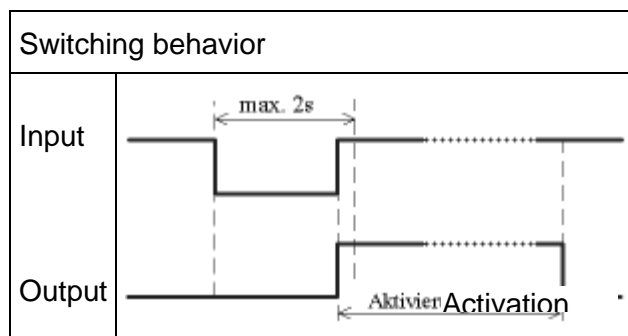 Switching behavior
max. 2s
Input
Output
Aktivier
Activation